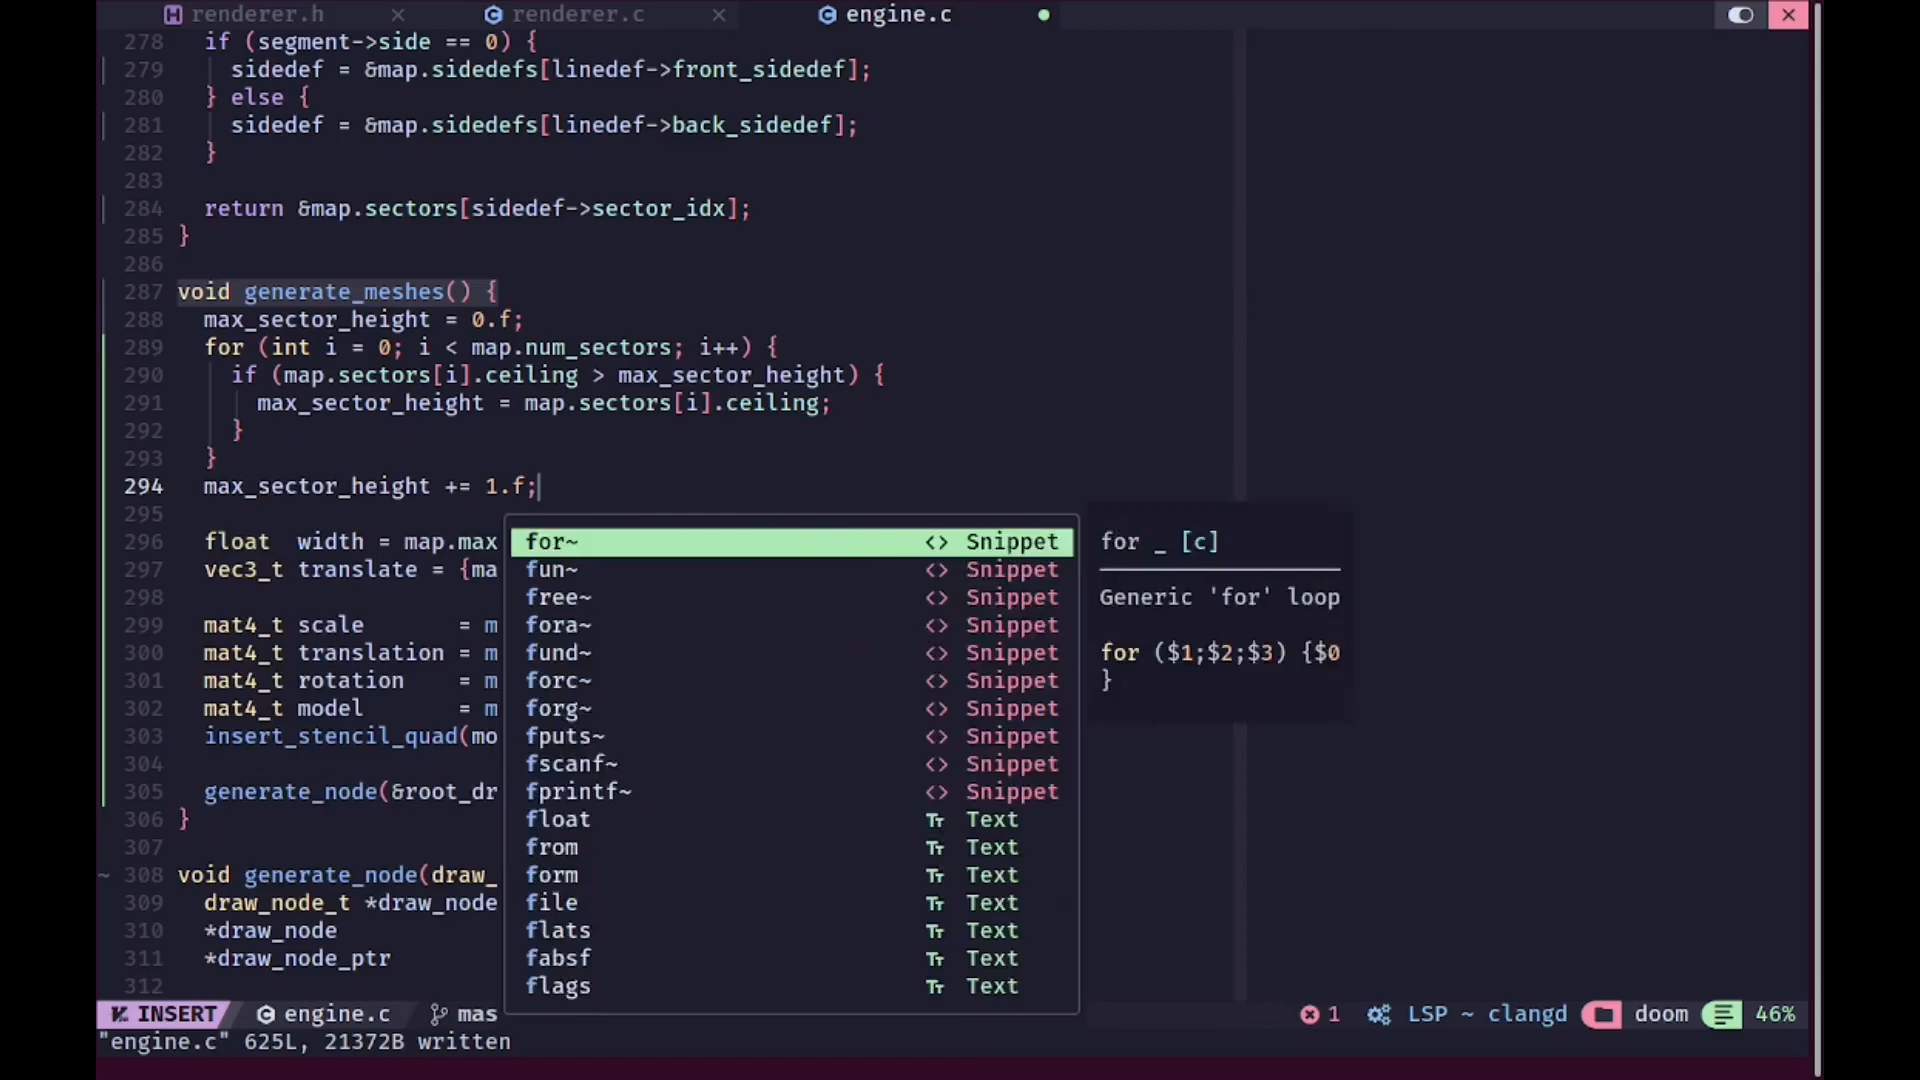 renderer.h
renderer.c
engine.c
278 if (segment->side == 0) {
279 sidedef = &map.sidedefs[linedef->front_sidedef];
280 } else {
281 sidedef = &map.sidedefs[linedef->back_sidedef];
282 }
283
284 return &map.sectors[sidedef->sector_idx];
285 }
286
287 void generate_meshes() {
288 max_sector_height = 0.f;
289 for (int i = 0; i < map.num_sectors; i++) {
290 if (map.sectors[i].ceiling > max_sector_height) {
291 max_sector_height = map.sectors[i].ceiling;
292 }
293 }
294 max_sector_height += 1.f;
295
296 float width = map.max
297 vec3_t translate = {ma
298
299 mat4_t scale = m
300 mat4_t translation = m
301 mat4_t rotation = m
302 mat4_t model = m
303 insert_stencil_quad(mo
304
305 generate_node(&root_dr
306 }
307
~ 308 void generate_node(draw_
309 draw_node_t *draw_node
310 *draw_node
311 *draw_node_ptr
312
for~ <> Snippet
fun~ <> Snippet
free~ <> Snippet
fora~ <> Snippet
fund~ <> Snippet
forc~ <> Snippet
forg~ <> Snippet
fputs~ <> Snippet
fscanf~ <> Snippet
fprintf~ <> Snippet
float Text
from Text
form Text
file Text
flats Text
fabsf Text
flags Text
for _ [c]
Generic 'for' loop
for ($1;$2;$3) {$0
}
INSERT engine.c mas 1 LSP ~ clangd doom 46%
"engine.c" 625L, 21372B written